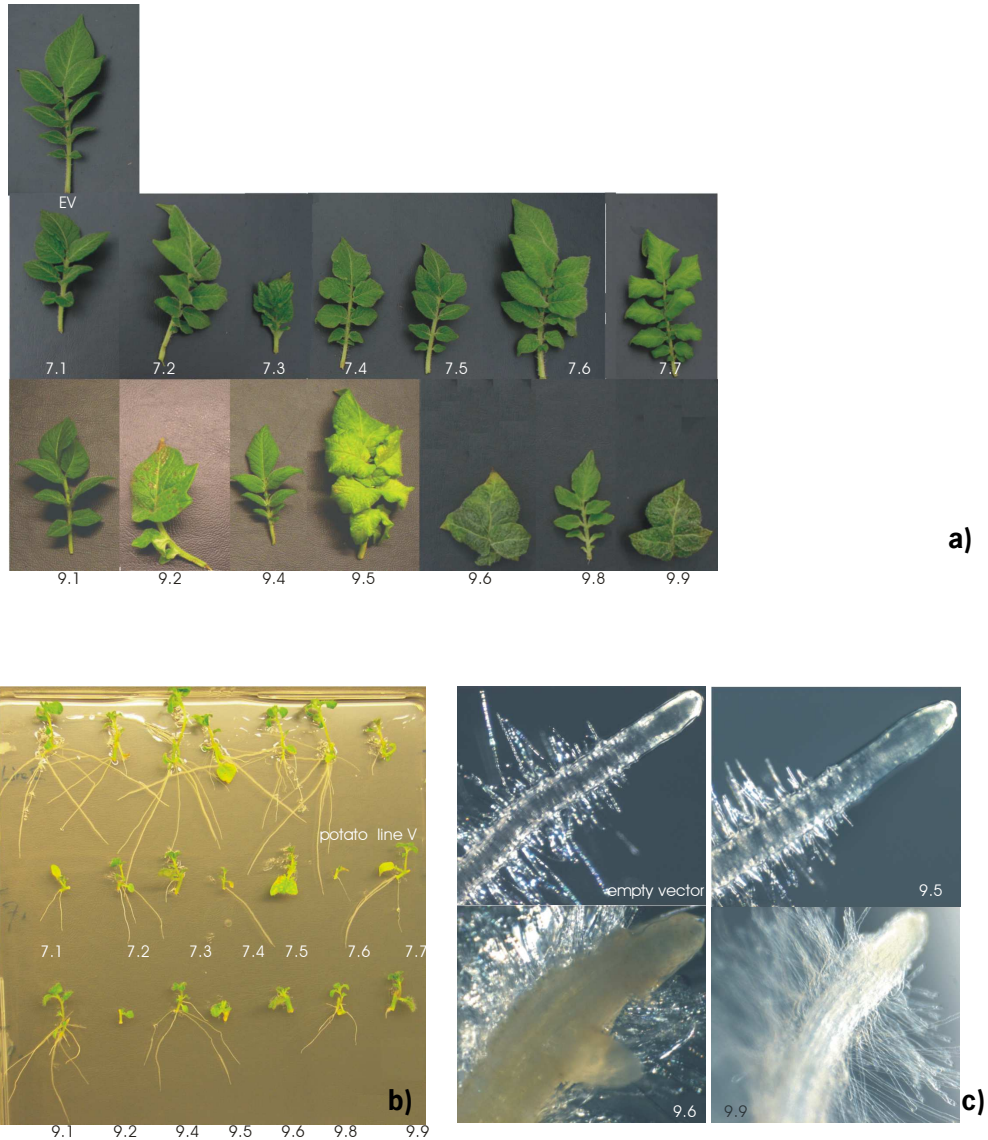 EV
7.1 7.2 7.3 7.4 7.5 7.6 7.7
9.1 9.2 9.4 9.5 9.6 9.8 9.9
a)
potato line V
7.1 7.2 7.3 7.4 7.5 7.6 7.7
9.1 9.2 9.4 9.5 9.6 9.8 9.9
b)
empty vector 9.5
9.6 9.9
c)